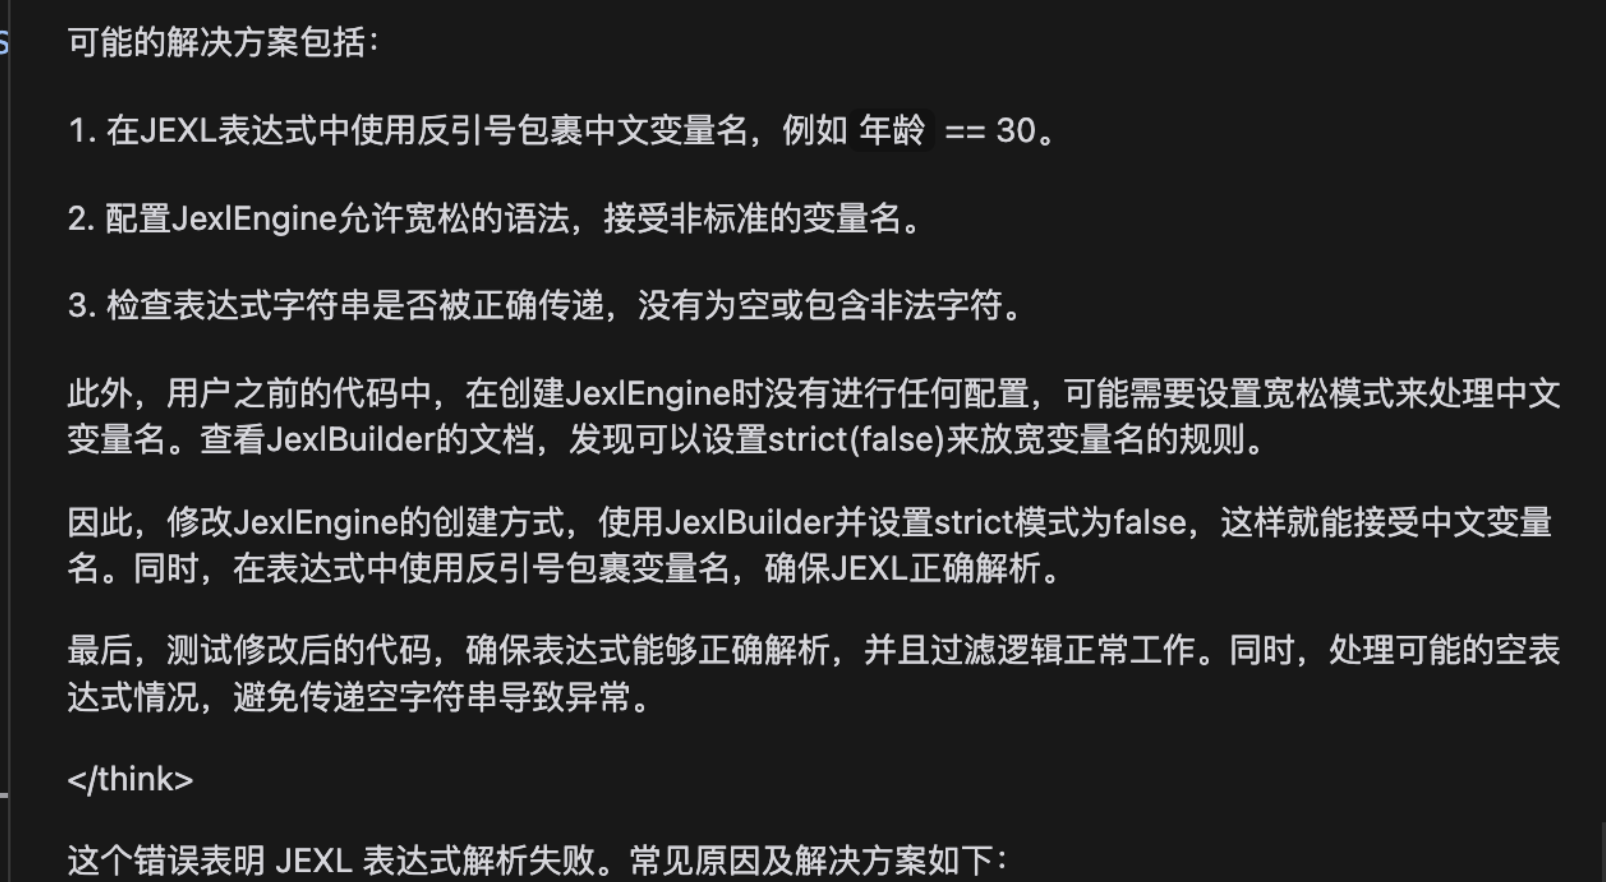 可能的解决方案包括：
1. 在JEXL表达式中使用反引号包裹中文变量名，例如 年龄 == 30。
2. 配置JexlEngine允许宽松的语法，接受非标准的变量名。
3. 检查表达式字符串是否被正确传递，没有为空或包含非法字符。
此外，用户之前的代码中，在创建JexlEngine时没有进行任何配置，可能需要设置宽松模式来处理中文
变量名。查看JexlBuilder的文档，发现可以设置strict(false)来放宽变量名的规则。
因此，修改JexlEngine的创建方式，使用JexlBuilder并设置strict模式为false，这样就能接受中文变量
名。同时，在表达式中使用反引号包裹变量名，确保JEXL正确解析。
最后，测试修改后的代码，确保表达式能够正确解析，并且过滤逻辑正常工作。同时，处理可能的空表
达式情况，避免传递空字符串导致异常。
</think>
这个错误表明 JEXL 表达式解析失败。常见原因及解决方案如下：